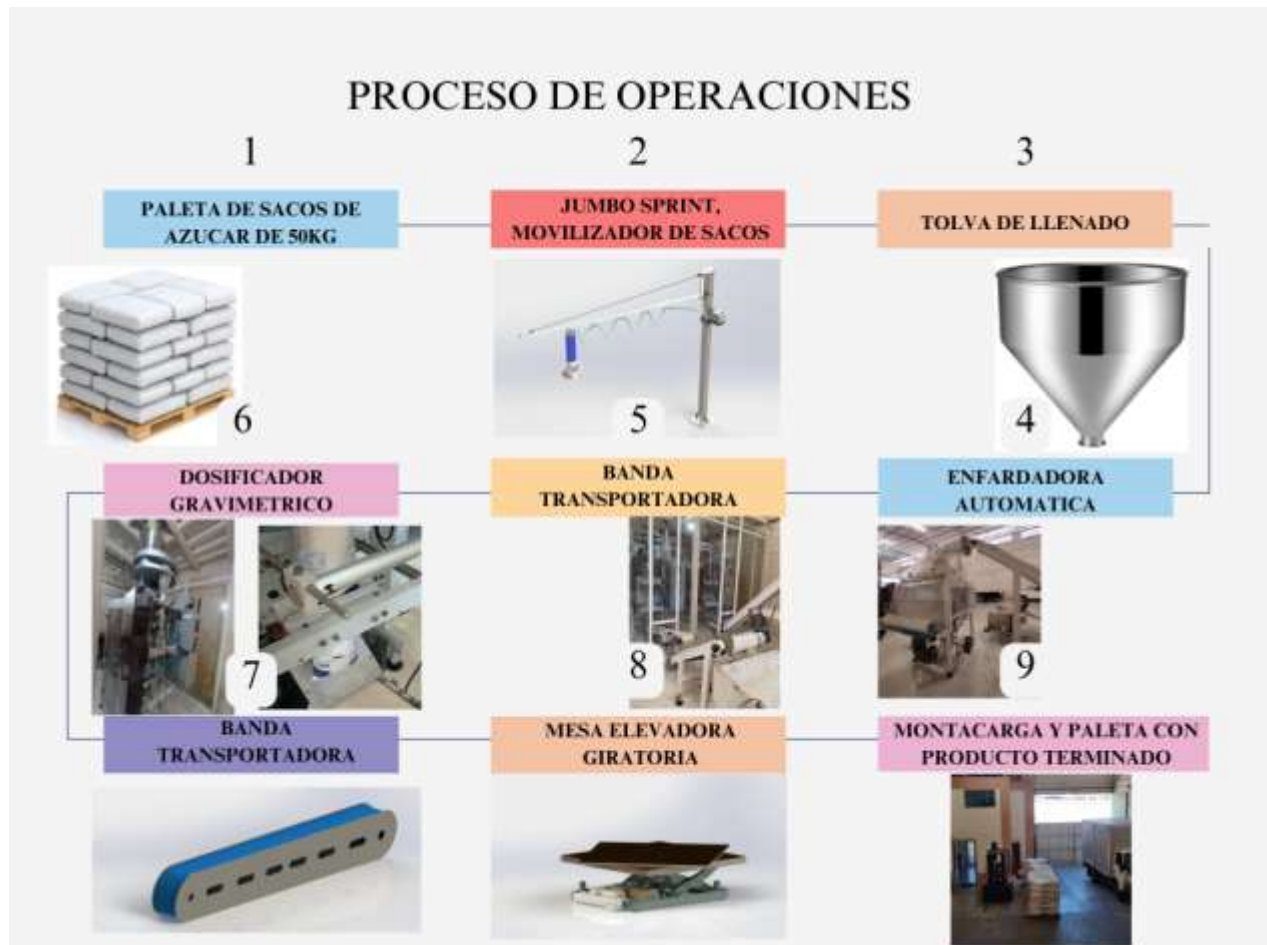 PROCESO DE OPERACIONES
1
2
3
PALETA DE SACOS DE
AZUCAR DE 50KG
JUMBO SPRINT,
MOVILIZADOR DE SACOS
TOLVA DE LLENADO
6
5
4
DOSIFICADOR
GRAVIMETRICO
BANDA
TRANSPORTADORA
ENFARDADORA
AUTOMATICA
7
8
9
BANDA
TRANSPORTADORA
MESA ELEVADORA
GIRATORIA
MONTACARGA Y PALETA CON
PRODUCTO TERMINADO